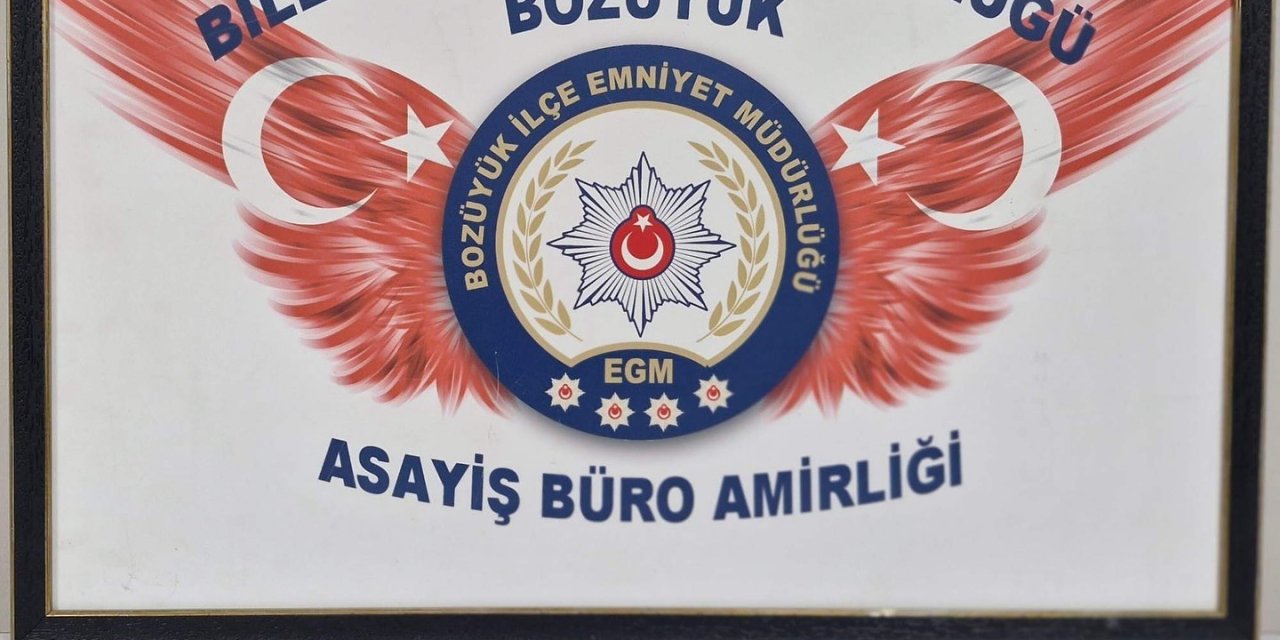 BOZÜYÜK
BOZÜYÜK İLÇE EMNİYET MÜDÜRLÜĞÜ
EGM
ASAYİŞ BÜRO AMİRLİĞİ